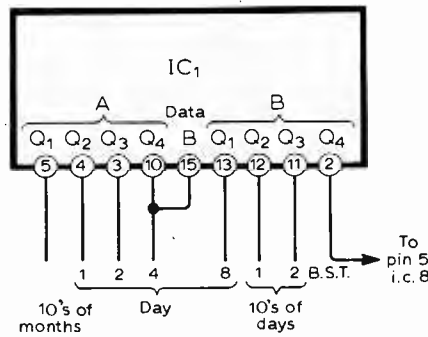 IC1
A Data B
Q1 Q2 Q3 Q4 B Q1 Q2 Q3 Q4
5 4 3 10 15 13 12 11 2
1 2 4 8 1 2 B.S.T.
To
pin 5
i.c. 8
10's of
months
Day
10's of
days